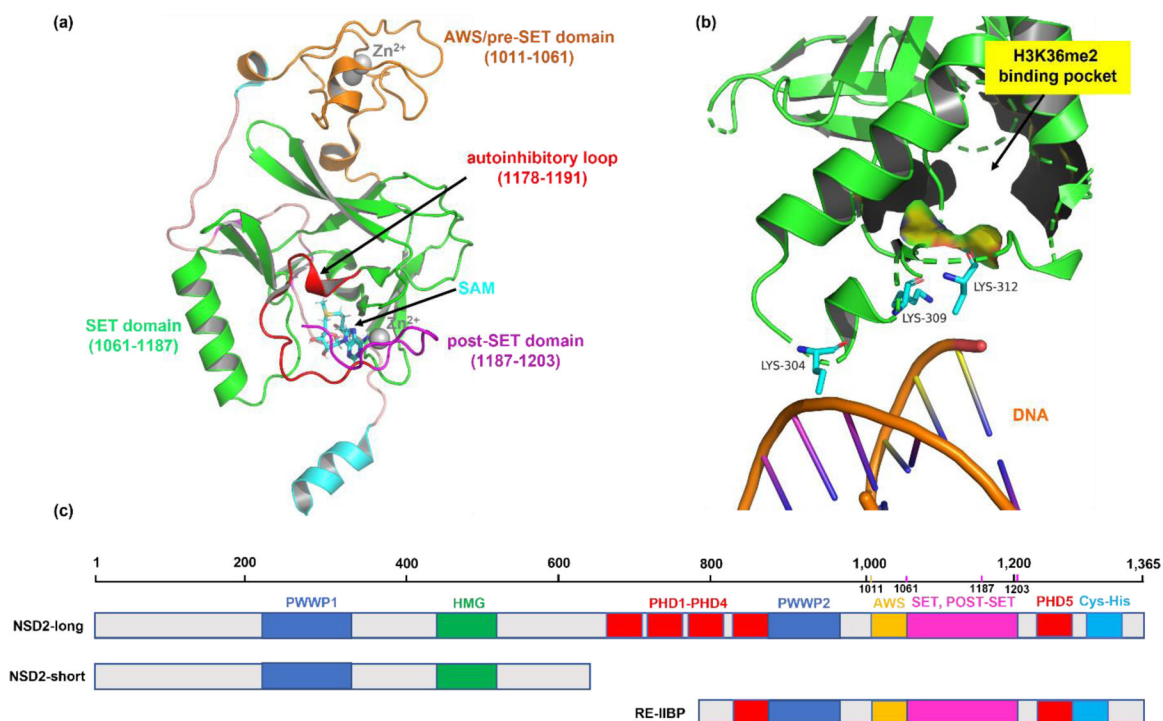 (a)
AWS/pre-SET domain
(1011-1061)
Zn2+
autoinhibitory loop
(1178-1191)
SAM
Zn2+
SET domain
(1061-1187)
post-SET domain
(1187-1203)
(b)
H3K36me2
binding pocket
LYS-312
LYS-309
LYS-304
DNA
(c)
1 200 400 600 800 1,000 1,200 1,365
1011 1061 1187 1203
PWWP1 HMG PHD1-PHD4 PWWP2 AWS SET, POST-SET PHD5 Cys-His
NSD2-long
NSD2-short
RE-IIBP